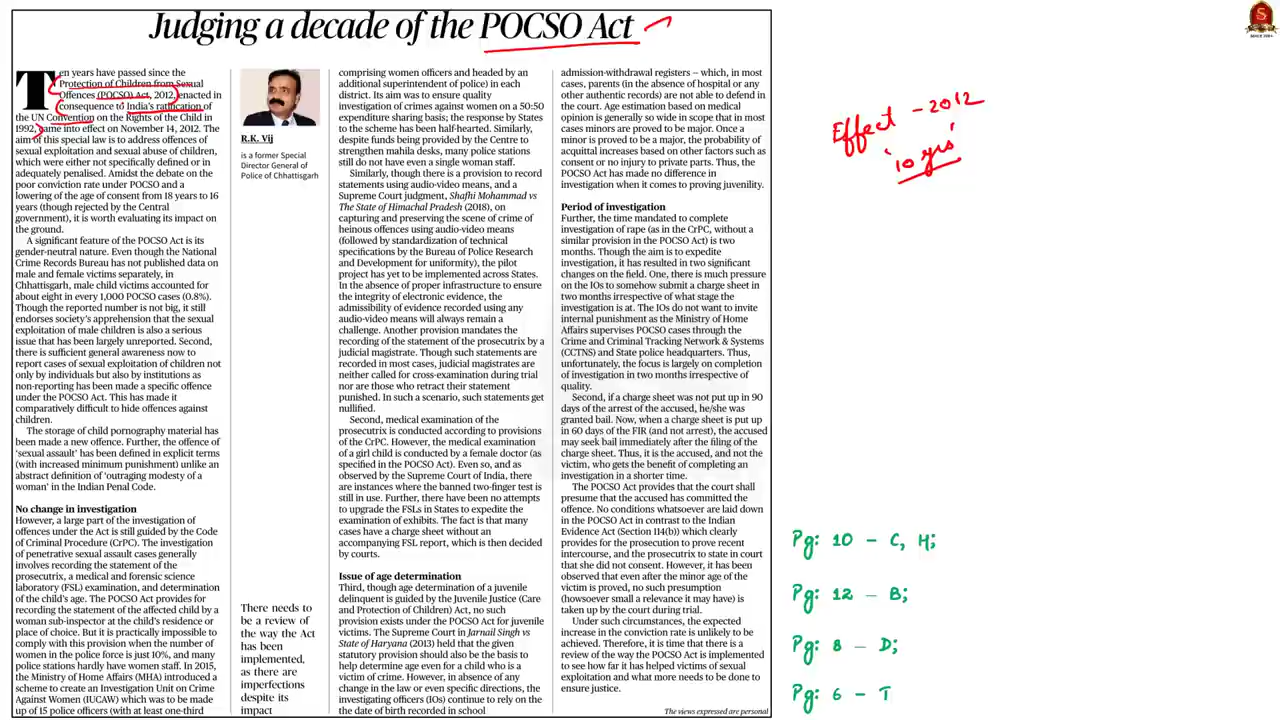 Judging a decade of the POCSO Act
Ten years have passed since the
Protection of Children from Sexual
Offences (POCSO) Act, 2012, enacted in
consequence to India's ratification of
the UN Convention on the Rights of the Child in
1992, came into effect on November 14, 2012. The
aim of this special law is to address offences of
sexual exploitation and sexual abuse of children,
which were either not specifically defined or in
adequately penalised. Amidst the debate on the
poor conviction rate under POCSO and a
lowering of the age of consent from 18 years to 16
years (though rejected by the Central
government), it is worth evaluating its impact on
the ground.
A significant feature of the POCSO Act is its
gender-neutral nature. Even though the National
Crime Records Bureau has not published data on
male and female victims separately, in
Chhattisgarh, male child victims accounted for
about eight in every 1,000 POCSO cases (0.8%).
Though the reported number is not big, it still
endorses society's apprehension that the sexual
exploitation of male children is also a serious
issue that has been largely unreported. Second,
there is sufficient general awareness now to
report cases of sexual exploitation of children not
only by individuals but also by institutions as
non-reporting has been made a specific offence
under the POCSO Act. This has made it
comparatively difficult to hide offences against
children.
The storage of child pornography material has
been made a new offence. Further, the offence of
'sexual assault' has been defined in explicit terms
(with increased minimum punishment) unlike an
abstract definition of 'outraging modesty of a
woman' in the Indian Penal Code.
No change in investigation
However, a large part of the investigation of
offences under the Act is still guided by the Code
of Criminal Procedure (CrPC). The investigation
of penetrative sexual assault cases generally
involves recording the statement of the
prosecutrix, a medical and forensic science
laboratory (FSL) examination, and determination
of the child's age. The POCSO Act provides for
recording the statement of the affected child by a
woman sub-inspector at the child's residence or
place of choice. But it is practically impossible to
comply with this provision when the number of
women in the police force is just 10%, and many
police stations hardly have women staff. In 2015,
the Ministry of Home Affairs (MHA) introduced a
scheme to create an Investigation Unit on Crime
Against Women (IUCAW) which was to be made
up of 15 police officers (with at least one-third
R.K. Vij
is a former Special
Director General of
Police of Chhattisgarh
There needs to
be a review of
the way the Act
has been
implemented,
as there are
imperfections
despite its
impact
comprising women officers and headed by an
additional superintendent of police) in each
district. Its aim was to ensure quality
investigation of crimes against women on a 50:50
expenditure sharing basis; the response by States
to the scheme has been half-hearted. Similarly,
despite funds being provided by the Centre to
strengthen mahila desks, many police stations
still do not have even a single woman staff.
Similarly, though there is a provision to record
statements using audio-video means, and a
Supreme Court judgment, Shafhi Mohammad vs
The State of Himachal Pradesh (2018), on
capturing and preserving the scene of crime of
heinous offences using audio-video means
(followed by standardization of technical
specifications by the Bureau of Police Research
and Development for uniformity), the pilot
project has yet to be implemented across States.
In the absence of proper infrastructure to ensure
the integrity of electronic evidence, the
admissibility of evidence recorded using any
audio-video means will always remain a
challenge. Another provision mandates the
recording of the statement of the prosecutrix by a
judicial magistrate. Though such statements are
recorded in most cases, judicial magistrates are
neither called for cross-examination during trial
nor are those who retract their statement
punished. In such a scenario, such statements get
nullified.
Second, medical examination of the
prosecutrix is conducted according to provisions
of the CrPC. However, the medical examination
of a girl child is conducted by a female doctor (as
specified in the POCSO Act). Even so, and as
observed by the Supreme Court of India, there
are instances where the banned two-finger test is
still in use. Further, there have been no attempts
to upgrade the FSLs in States to expedite the
examination of exhibits. The fact is that many
cases have a charge sheet without an
accompanying FSL report, which is then decided
by courts.
Issue of age determination
Third, though age determination of a juvenile
delinquent is guided by the Juvenile Justice (Care
and Protection of Children) Act, no such
provision exists under the POCSO Act for juvenile
victims. The Supreme Court in Jarnail Singh vs
State of Haryana (2013) held that the given
statutory provision should also be the basis to
help determine age even for a child who is a
victim of crime. However, in absence of any
change in the law or even specific directions, the
investigating officers (IOs) continue to rely on the
the date of birth recorded in school
admission-withdrawal registers — which, in most
cases, parents (in the absence of hospital or any
other authentic records) are not able to defend in
the court. Age estimation based on medical
opinion is generally so wide in scope that in most
cases minors are proved to be major. Once a
minor is proved to be a major, the probability
of acquittal increases based on other factors such as
consent or no injury to private parts. Thus, the
POCSO Act has made no difference in
investigation when it comes to proving juvenility.
Period of investigation
Further, the time mandated to complete
investigation of rape (as in the CrPC, without a
similar provision in the POCSO Act) is two
months. Though the aim is to expedite
investigation, it has resulted in two significant
changes on the field. One, there is much pressure
on the IOs to somehow submit a charge sheet in
two months irrespective of what stage the
investigation is at. The IOs do not want to invite
internal punishment as the Ministry of Home
Affairs supervises POCSO cases through the
Crime and Criminal Tracking Network & Systems
(CCTNS) and State police headquarters. Thus,
unfortunately, the focus is largely on completion
of investigation in two months irrespective of
quality.
Second, if a charge sheet was not put up in 90
days of the arrest of the accused, he/she was
granted bail. Now, when a charge sheet is put up
in 60 days of the FIR (and not arrest), the accused
may seek bail immediately after the filing of the
charge sheet. Thus, it is the accused, and not the
victim, who gets the benefit of completing an
investigation in a shorter time.
The POCSO Act provides that the court shall
presume that the accused has committed the
offence. No conditions whatsoever are laid down
in the POCSO Act in contrast to the Indian
Evidence Act (Section 114(b)) which clearly
provides for the prosecution to prove recent
intercourse, and the prosecutrix to state in court
that she did not consent. However, it has been
observed that even after the minor age of the
victim is proved, no such presumption
(howsoever small a relevance it may have) is
taken up by the court during trial.
Under such circumstances, the expected
increase in the conviction rate is unlikely to be
achieved. Therefore, it is time that there is a
review of the way the POCSO Act is implemented
to see how far it has helped victims of sexual
exploitation and what more needs to be done to
ensure justice.
The views expressed are personal
Effect - 2012
'10 yrs'
Pg: 10 - C, H;
Pg: 12 - B;
Pg: 8 - D;
Pg: 6 - T
S